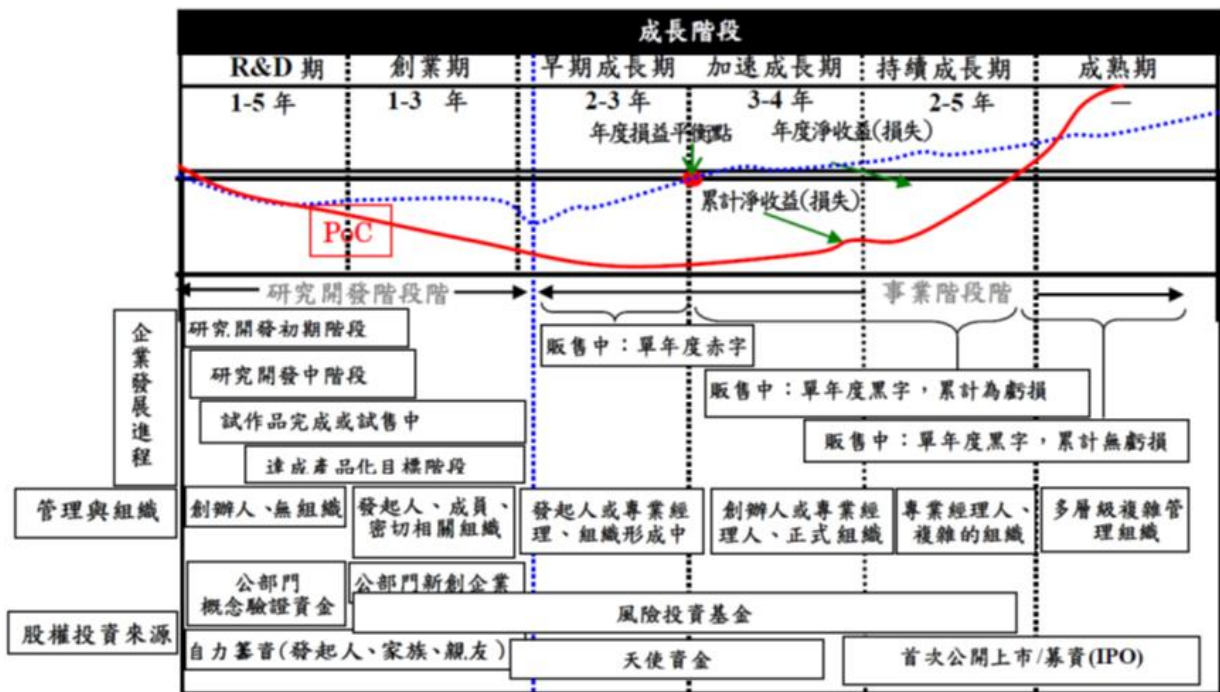 成長階段
R&D 期
創業期
早期成長期
加速成長期
持續成長期
成熟期
1-5 年
1-3 年
2-3 年
3-4 年
2-5 年
—
年度損益平衡點
年度淨收益(損失)
累計淨收益(損失)
PoC
研究開發階段階
事業階段階
企業發展進程
研究開發初期階段
研究開發中階段
試作品完成或試售中
達成產品化目標階段
販售中：單年度赤字
販售中：單年度黑字，累計為虧損
販售中：單年度黑字，累計無虧損
管理與組織
創辦人、無組織
發起人、成員、
密切相關組織
發起人或專業經
理、組織形成中
創辦人或專業經
理人、正式組織
專業經理人、
複雜的組織
多層級複雜管
理組織
股權投資來源
公部門
概念驗證資金
公部門新創企業
風險投資基金
自力籌資(發起人、家族、親友)
天使資金
首次公開上市/募資(IPO)